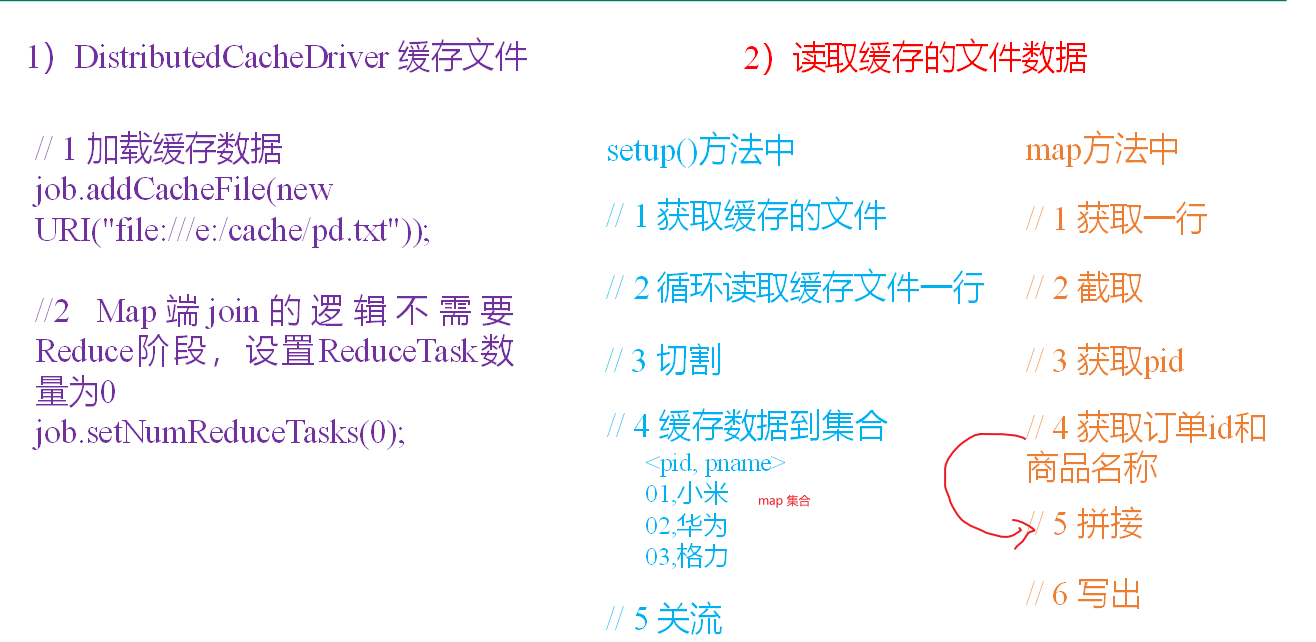 1）DistributedCacheDriver 缓存文件
// 1 加载缓存数据
job.addCacheFile(new
URI("file:///e:/cache/pd.txt"));
//2 Map端join的逻辑不需要
Reduce阶段，设置ReduceTask数
量为0
job.setNumReduceTasks(0);
2）读取缓存的文件数据
setup()方法中
// 1 获取缓存的文件
// 2 循环读取缓存文件一行
// 3 切割
// 4 缓存数据到集合
<pid, pname>
01,小米
02,华为
03,格力
map 集合
// 5 关流
map方法中
// 1 获取一行
// 2 截取
// 3 获取pid
// 4 获取订单id和
商品名称
// 5 拼接
// 6 写出